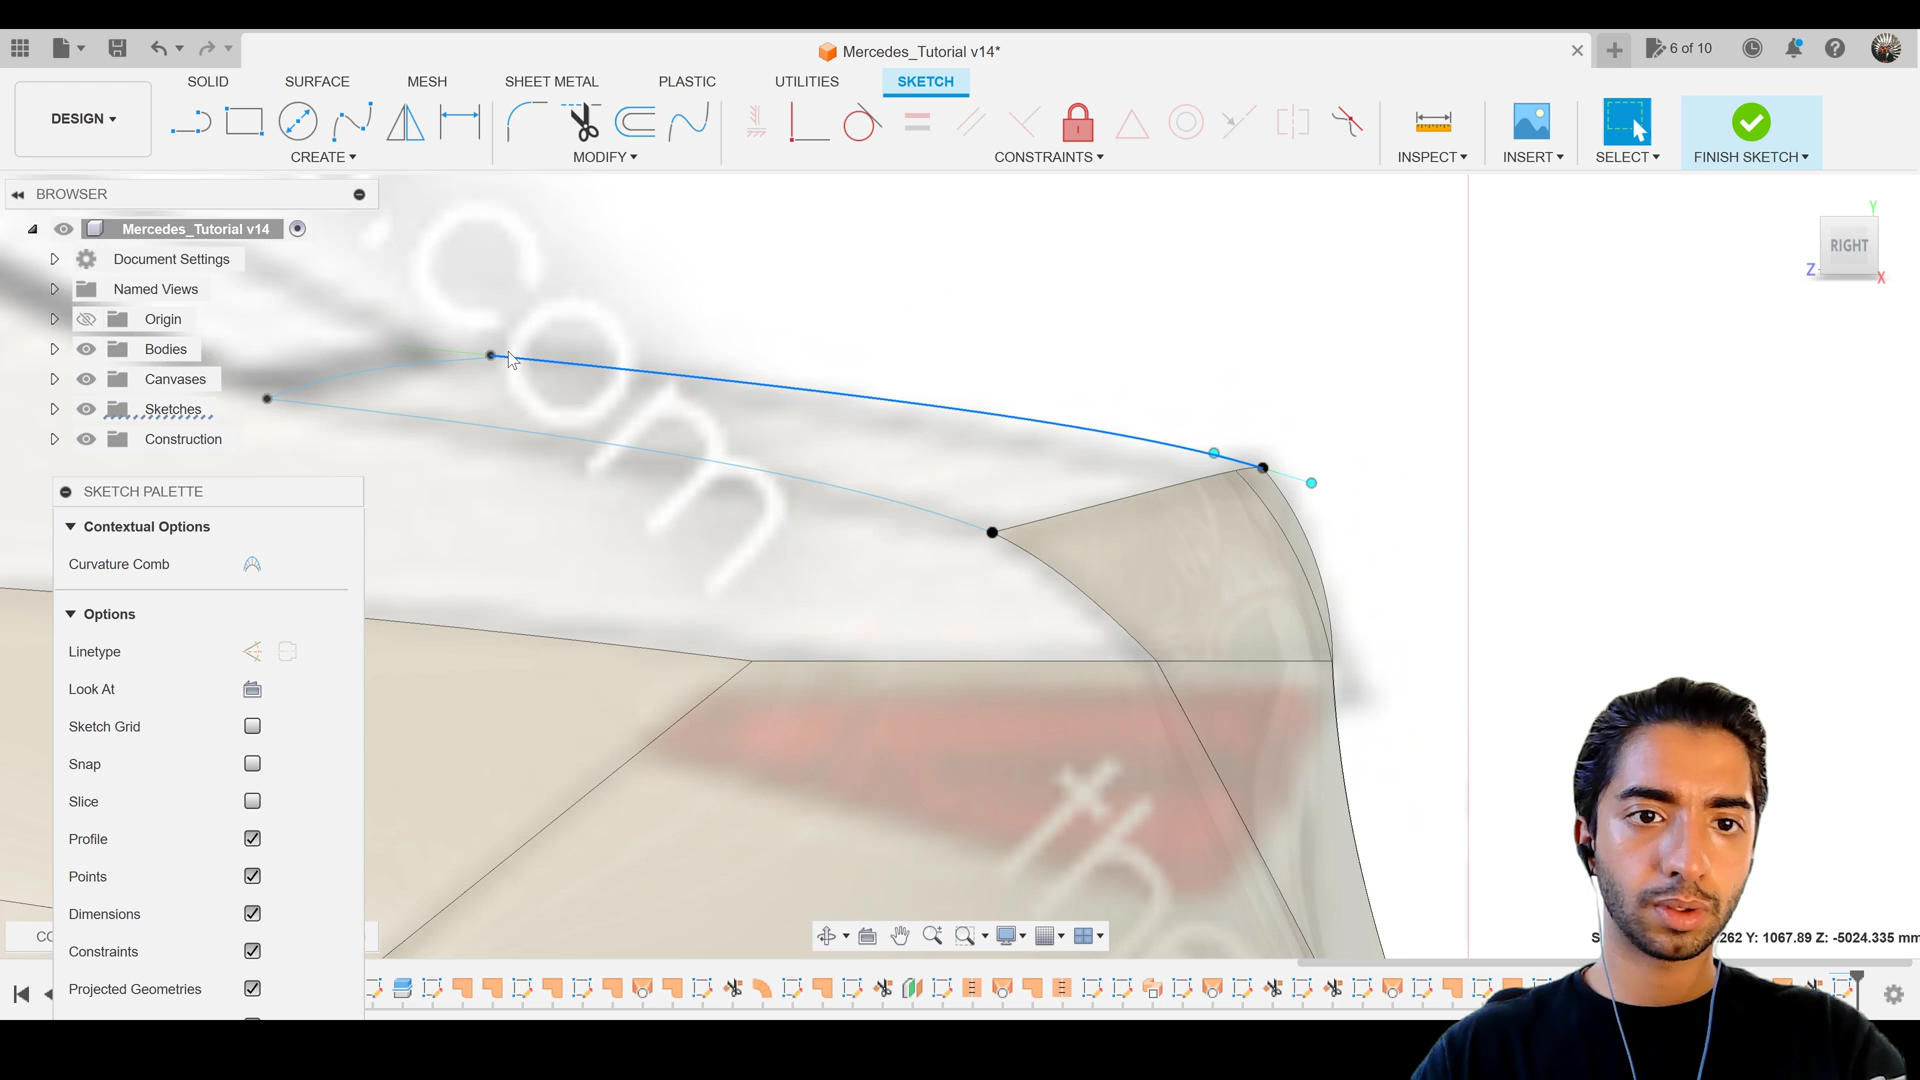 Mercedes_Tutorial v14*
6 of 10
SOLID
SURFACE
MESH
SHEET METAL
PLASTIC
UTILITIES
SKETCH
DESIGN
CREATE
MODIFY
CONSTRAINTS
INSPECT
INSERT
SELECT
FINISH SKETCH
BROWSER
Mercedes_Tutorial v14
Document Settings
Named Views
Origin
Bodies
Canvases
Sketches
Construction
SKETCH PALETTE
Contextual Options
Curvature Comb
Options
Linetype
Look At
Sketch Grid
Snap
Slice
Profile
Points
Dimensions
Constraints
Projected Geometries
.com
Y
RIGHT
Z
X
262 Y: 1067.89 Z: -5024.335 mm